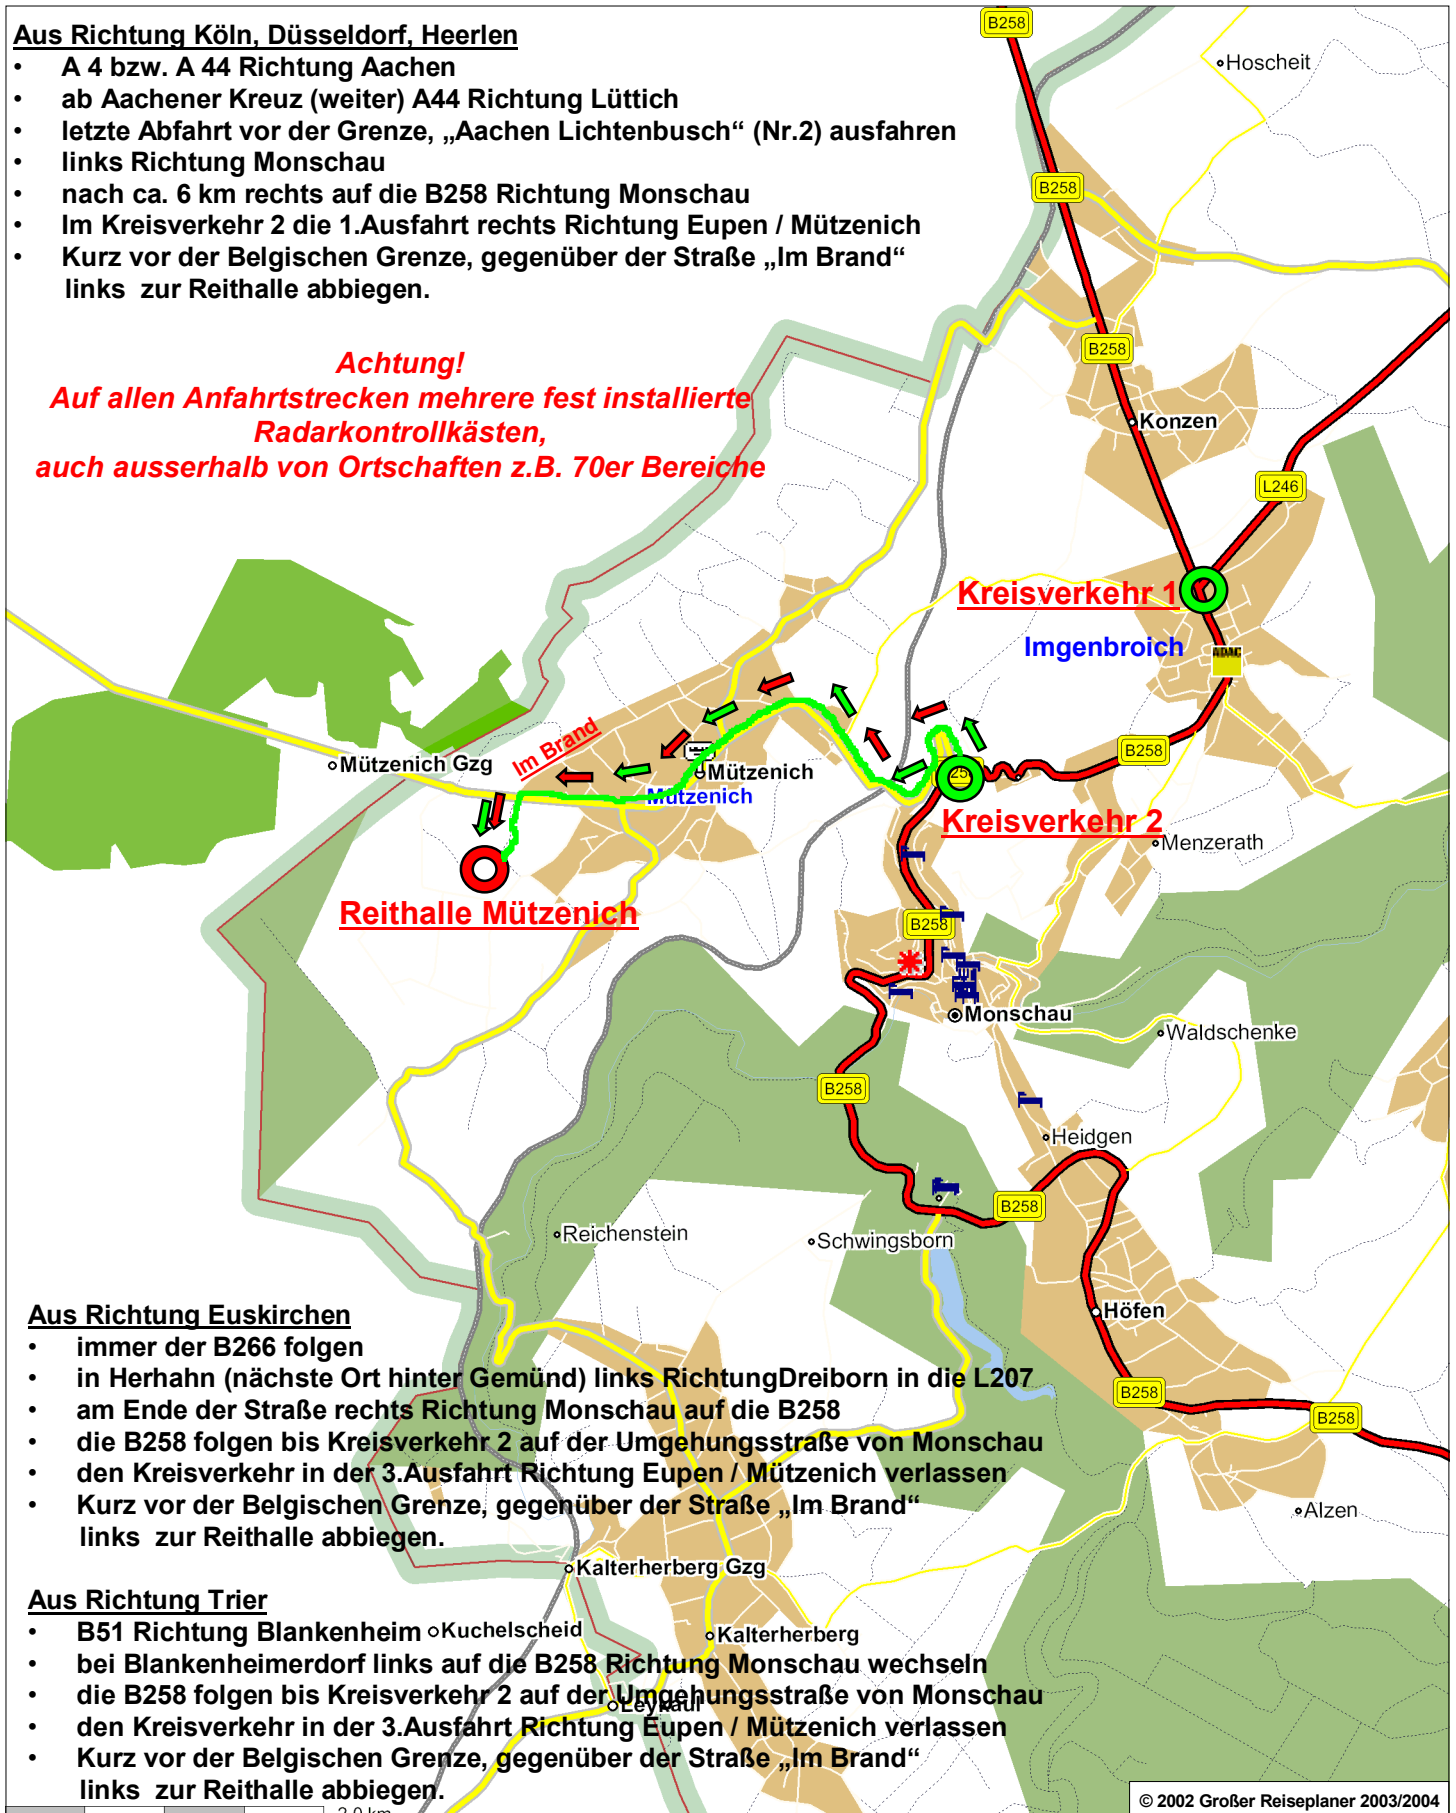 Aus Richtung Köln, Düsseldorf, Heerlen
• A 4 bzw. A 44 Richtung Aachen
• ab Aachener Kreuz (weiter) A44 Richtung Lüttich
• letzte Abfahrt vor der Grenze, „Aachen Lichtenbusch“ (Nr.2) ausfahren
• links Richtung Monschau
• nach ca. 6 km rechts auf die B258 Richtung Monschau
• Im Kreisverkehr 2 die 1.Ausfahrt rechts Richtung Eupen / Mützenich
• Kurz vor der Belgischen Grenze, gegenüber der Straße „Im Brand“
links zur Reithalle abbiegen.
Achtung!
Auf allen Anfahrtstrecken mehrere fest installierte
Radarkontrollkästen,
auch ausserhalb von Ortschaften z.B. 70er Bereiche
B258
Hoscheit
B258
B258
Konzen
L246
Kreisverkehr 1
Imgenbroich
ADAC
B258
Im Brand
Mützenich Gzg
Mützenich
Mützenich
Kreisverkehr 2
Menzerath
Reithalle Mützenich
B258
Monschau
Waldschenke
B258
Heidgen
B258
Reichenstein
Schwingsborn
Höfen
B258
B258
Alzen
Aus Richtung Euskirchen
• immer der B266 folgen
• in Herhahn (nächste Ort hinter Gemünd) links RichtungDreiborn in die L207
• am Ende der Straße rechts Richtung Monschau auf die B258
• die B258 folgen bis Kreisverkehr 2 auf der Umgehungsstraße von Monschau
• den Kreisverkehr in der 3.Ausfahrt Richtung Eupen / Mützenich verlassen
• Kurz vor der Belgischen Grenze, gegenüber der Straße „Im Brand“
links zur Reithalle abbiegen.
Kalterherberg Gzg
Aus Richtung Trier
• B51 Richtung Blankenheim
Kuchelscheid
Kalterherberg
• bei Blankenheimerdorf links auf die B258 Richtung Monschau wechseln
• die B258 folgen bis Kreisverkehr 2 auf der Umgehungsstraße von Monschau
Leykaul
• den Kreisverkehr in der 3.Ausfahrt Richtung Eupen / Mützenich verlassen
• Kurz vor der Belgischen Grenze, gegenüber der Straße „Im Brand“
links zur Reithalle abbiegen.
2,0 km
© 2002 Großer Reiseplaner 2003/2004